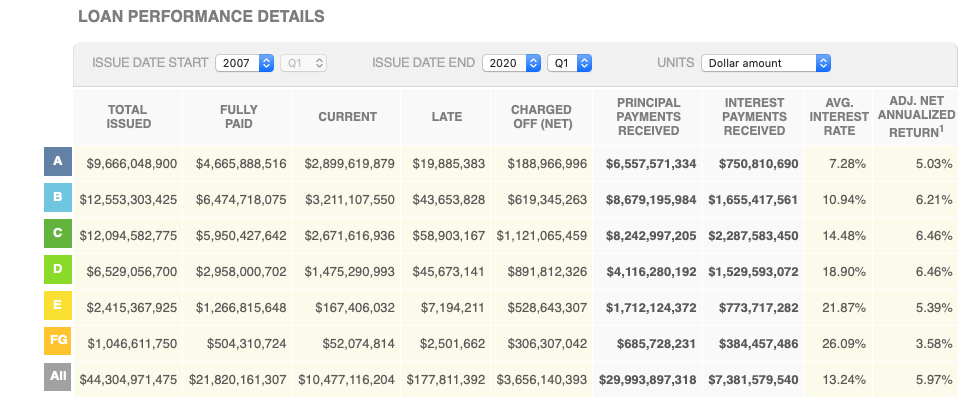 LOAN PERFORMANCE DETAILS
ISSUE DATE START 2007 Q1 ISSUE DATE END 2020 Q1 UNITS Dollar amount
TOTAL ISSUED FULLY PAID CURRENT LATE CHARGED OFF (NET) PRINCIPAL PAYMENTS RECEIVED INTEREST PAYMENTS RECEIVED AVG. INTEREST RATE ADJ. NET ANNUALIZED RETURN1
A $9,666,048,900 $4,665,888,516 $2,899,619,879 $19,885,383 $188,966,996 $6,557,571,334 $750,810,690 7.28% 5.03%
B $12,553,303,425 $6,474,718,075 $3,211,107,550 $43,653,828 $619,345,263 $8,679,195,984 $1,655,417,561 10.94% 6.21%
C $12,094,582,775 $5,950,427,642 $2,671,616,936 $58,903,167 $1,121,065,459 $8,242,997,205 $2,287,583,450 14.48% 6.46%
D $6,529,056,700 $2,958,000,702 $1,475,290,993 $45,673,141 $891,812,326 $4,116,280,192 $1,529,593,072 18.90% 6.46%
E $2,415,367,925 $1,266,815,648 $167,406,032 $7,194,211 $528,643,307 $1,712,124,372 $773,717,282 21.87% 5.39%
FG $1,046,611,750 $504,310,724 $52,074,814 $2,501,662 $306,307,042 $685,728,231 $384,457,486 26.09% 3.58%
All $44,304,971,475 $21,820,161,307 $10,477,116,204 $177,811,392 $3,656,140,393 $29,993,897,318 $7,381,579,540 13.24% 5.97%